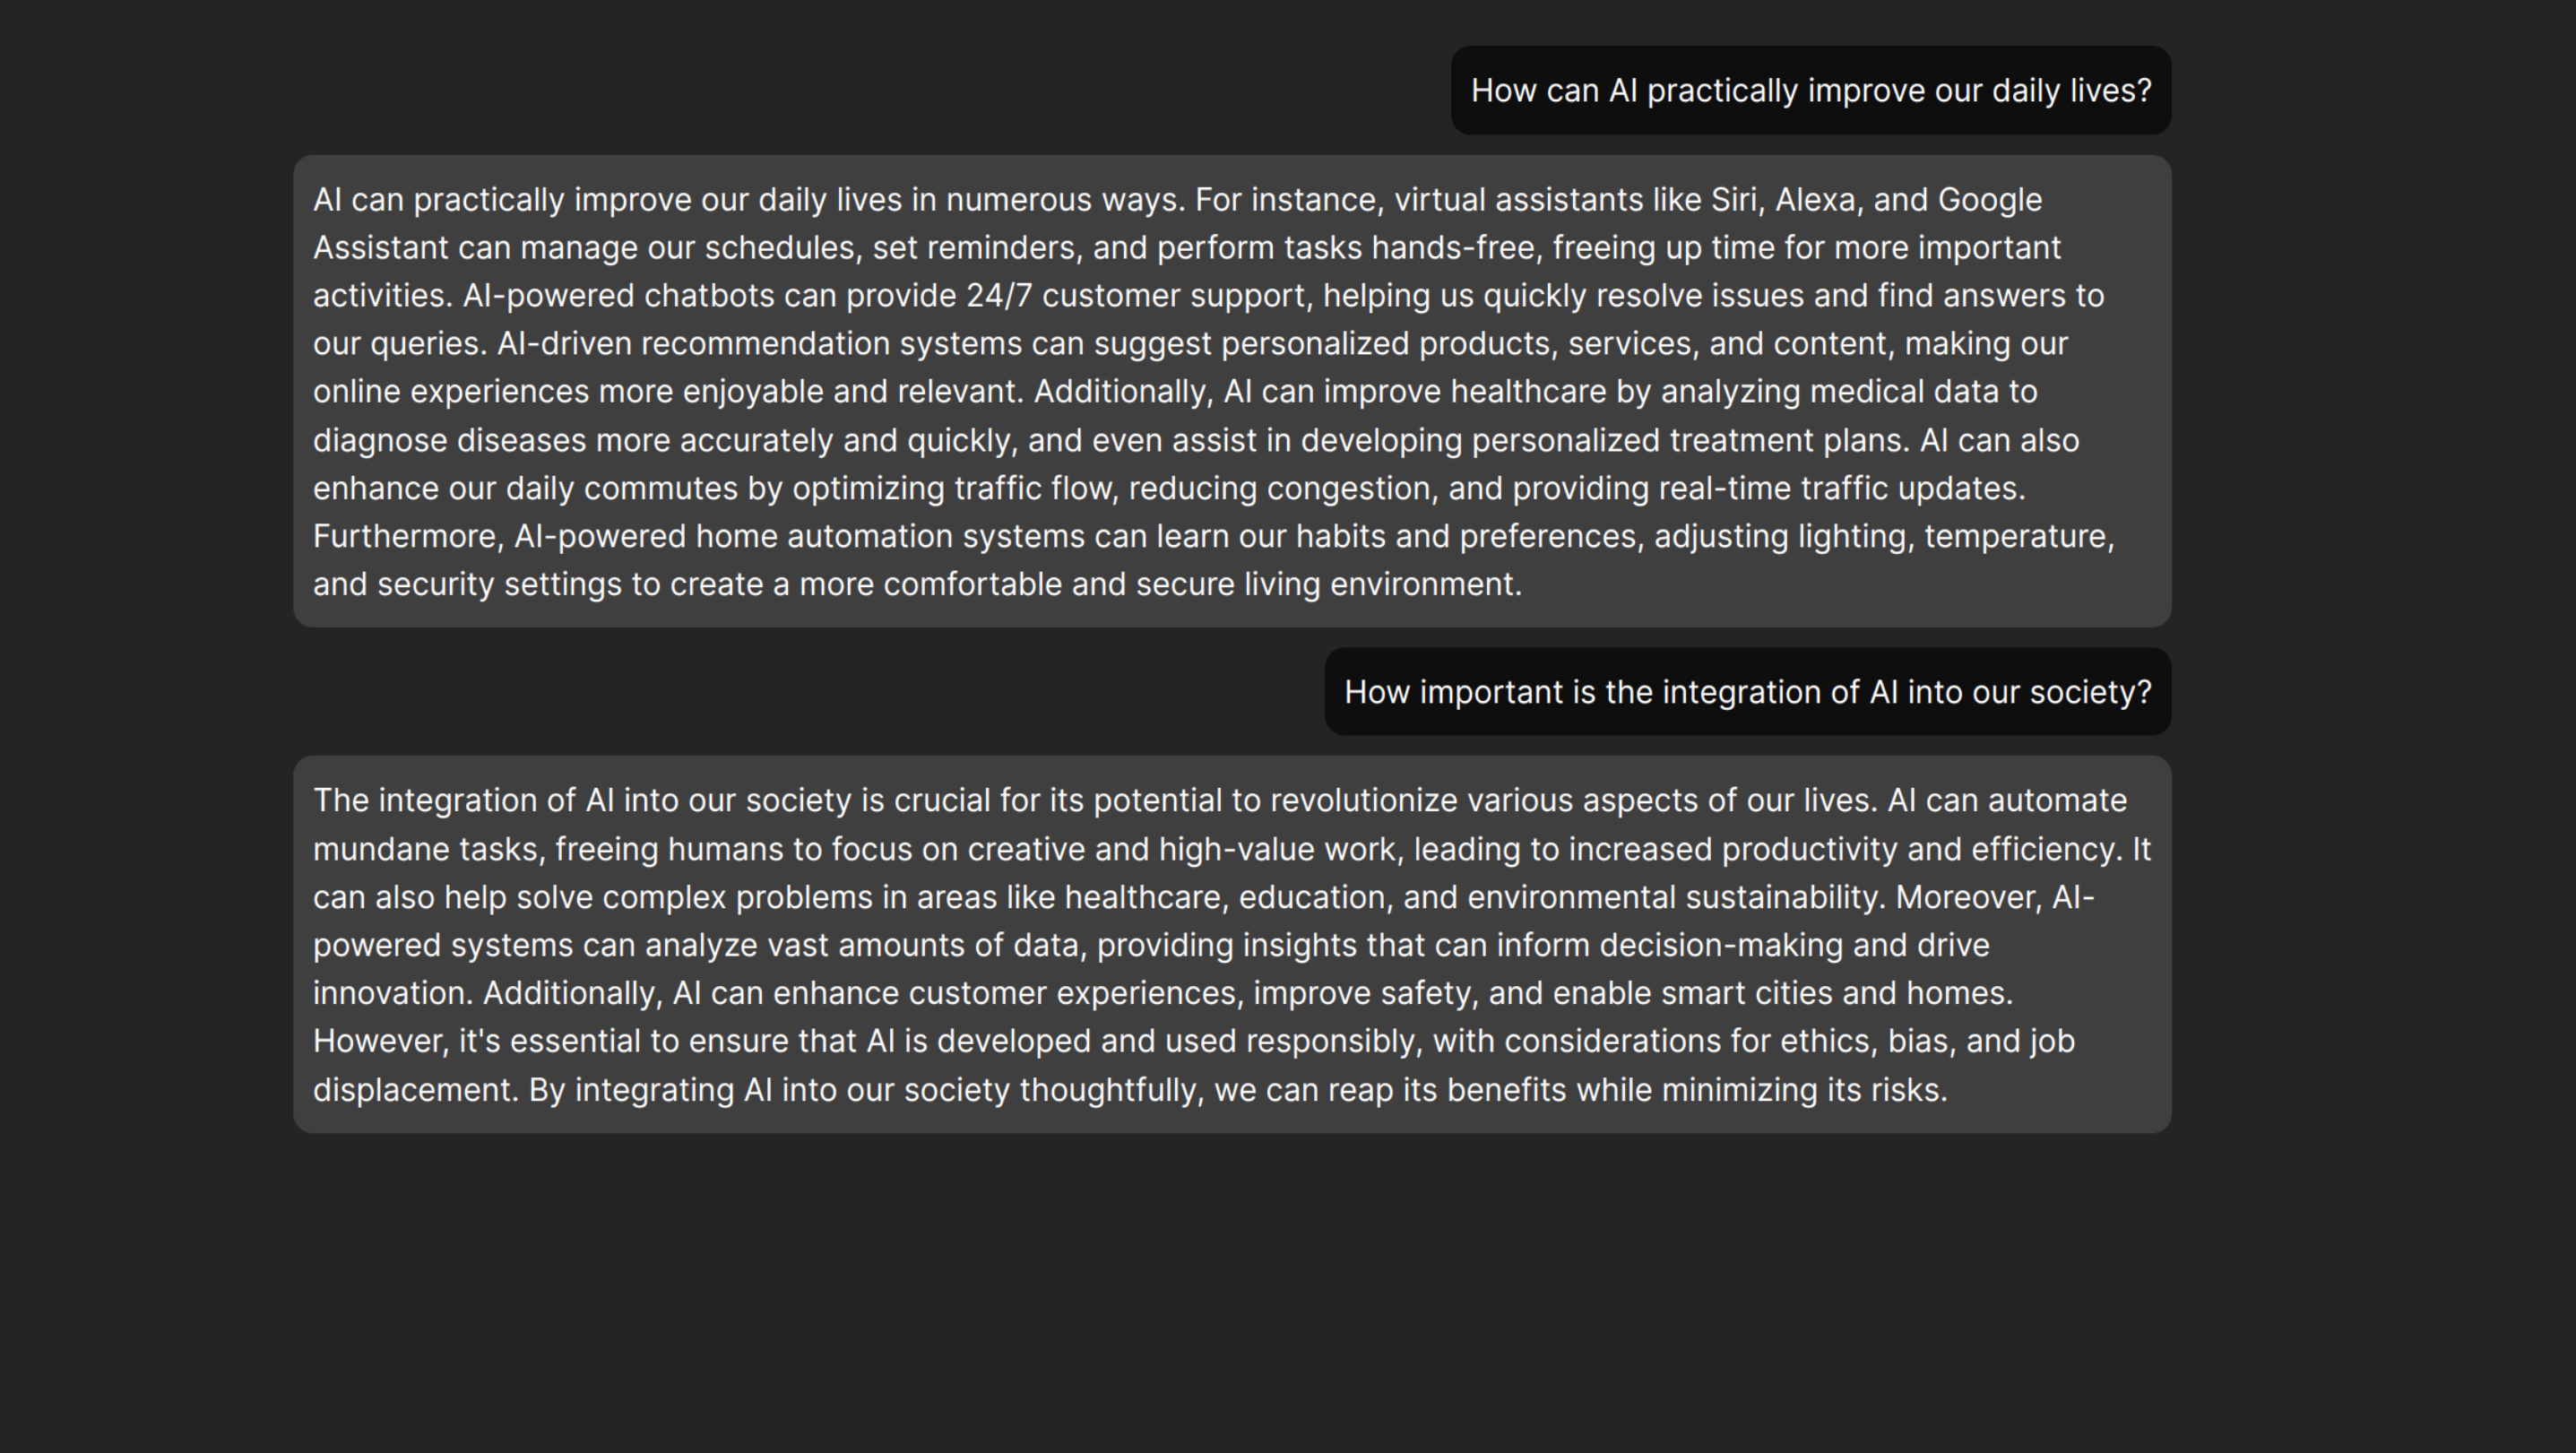 How can AI practically improve our daily lives?
AI can practically improve our daily lives in numerous ways. For instance, virtual assistants like Siri, Alexa, and Google
Assistant can manage our schedules, set reminders, and perform tasks hands-free, freeing up time for more important
activities. AI-powered chatbots can provide 24/7 customer support, helping us quickly resolve issues and find answers to
our queries. AI-driven recommendation systems can suggest personalized products, services, and content, making our
online experiences more enjoyable and relevant. Additionally, AI can improve healthcare by analyzing medical data to
diagnose diseases more accurately and quickly, and even assist in developing personalized treatment plans. AI can also
enhance our daily commutes by optimizing traffic flow, reducing congestion, and providing real-time traffic updates.
Furthermore, AI-powered home automation systems can learn our habits and preferences, adjusting lighting, temperature,
and security settings to create a more comfortable and secure living environment.
How important is the integration of AI into our society?
The integration of AI into our society is crucial for its potential to revolutionize various aspects of our lives. AI can automate
mundane tasks, freeing humans to focus on creative and high-value work, leading to increased productivity and efficiency. It
can also help solve complex problems in areas like healthcare, education, and environmental sustainability. Moreover, AI-
powered systems can analyze vast amounts of data, providing insights that can inform decision-making and drive
innovation. Additionally, AI can enhance customer experiences, improve safety, and enable smart cities and homes.
However, it's essential to ensure that AI is developed and used responsibly, with considerations for ethics, bias, and job
displacement. By integrating AI into our society thoughtfully, we can reap its benefits while minimizing its risks.